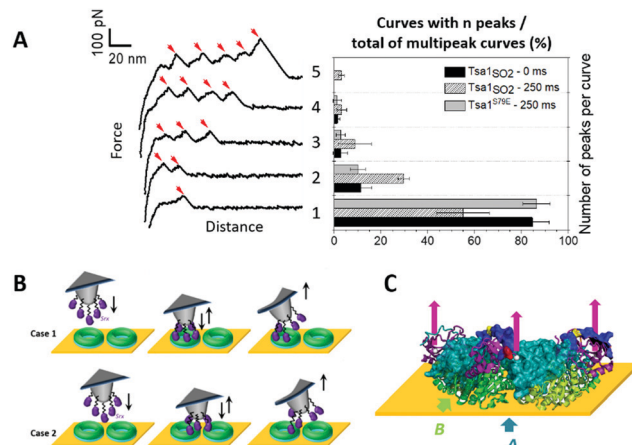 A
100 pN
20 nm
Force
Distance
5
4
3
2
1
Curves with n peaks /
total of multipeak curves (%)
Tsa1SO2 - 0 ms
Tsa1SO2 - 250 ms
Tsa1S79E - 250 ms
Number of peaks per curve
0 20 40 60 80 100
B
Srx
Case 1
Case 2
C
B
A